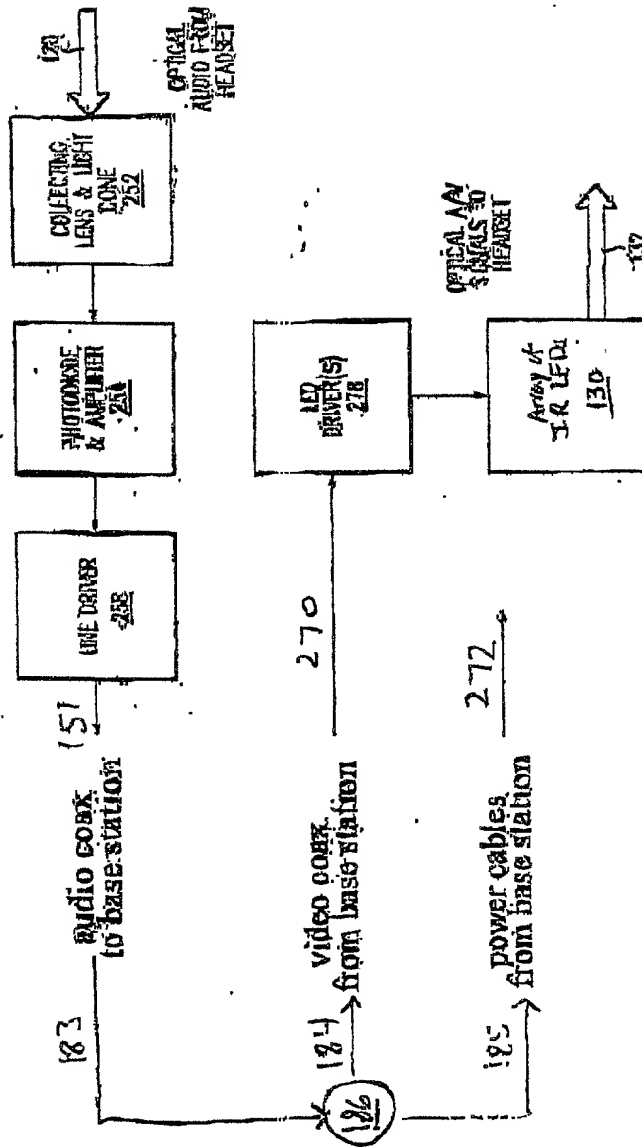 OPTICAL
AUDIO FROM
HEADSET
COLLECTING
LENS & LIGHT
CONE
252
PHOTODIODE
& AMPLIFIER
254
LINE DRIVER
258
151
audio coax
to base station
183
OPTICAL A/V
SIGNALS TO
HEADSET
LED
DRIVER(S)
278
270
video coax
from base station
184
186
Array of
IR LEDs
130
272
power cables
from base station
185